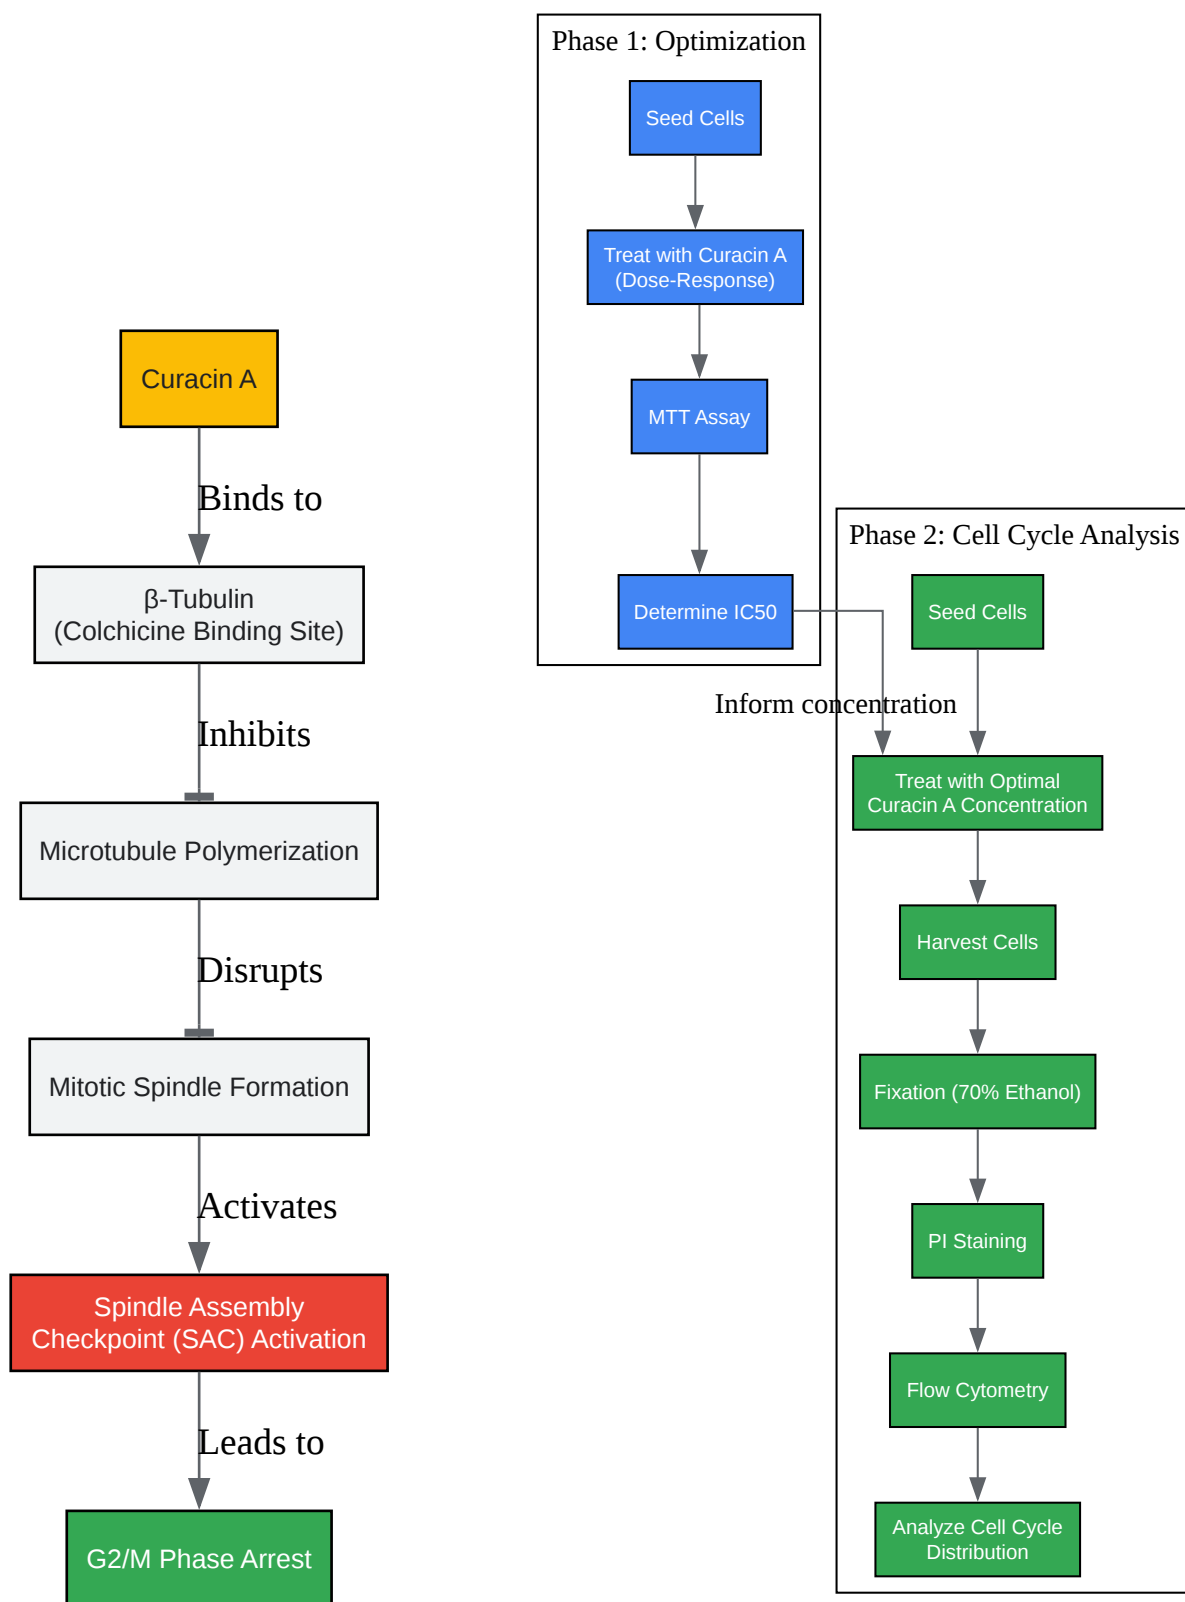 Curacin A
Binds to
β-Tubulin
(Colchicine Binding Site)
Inhibits
Microtubule Polymerization
Disrupts
Mitotic Spindle Formation
Activates
Spindle Assembly
Checkpoint (SAC) Activation
Leads to
G2/M Phase Arrest
Phase 1: Optimization
Seed Cells
Treat with Curacin A
(Dose-Response)
MTT Assay
Determine IC50
Inform concentration
Phase 2: Cell Cycle Analysis
Seed Cells
Treat with Optimal
Curacin A Concentration
Harvest Cells
Fixation (70% Ethanol)
PI Staining
Flow Cytometry
Analyze Cell Cycle
Distribution